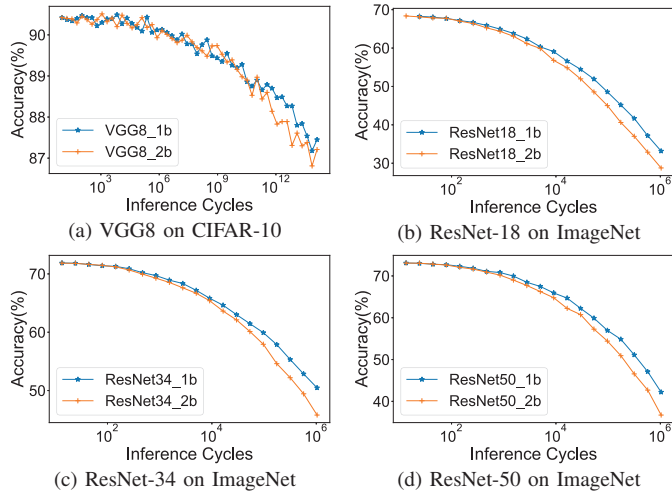 Accuracy(%)
90
89
88
87
VGG8_1b
VGG8_2b
10^3 10^6 10^9 10^12
Inference Cycles
(a) VGG8 on CIFAR-10
Accuracy(%)
70
60
50
40
30
ResNet18_1b
ResNet18_2b
10^2 10^4 10^6
Inference Cycles
(b) ResNet-18 on ImageNet
Accuracy(%)
70
60
50
ResNet34_1b
ResNet34_2b
10^2 10^4 10^6
Inference Cycles
(c) ResNet-34 on ImageNet
Accuracy(%)
70
60
50
40
ResNet50_1b
ResNet50_2b
10^2 10^4 10^6
Inference Cycles
(d) ResNet-50 on ImageNet